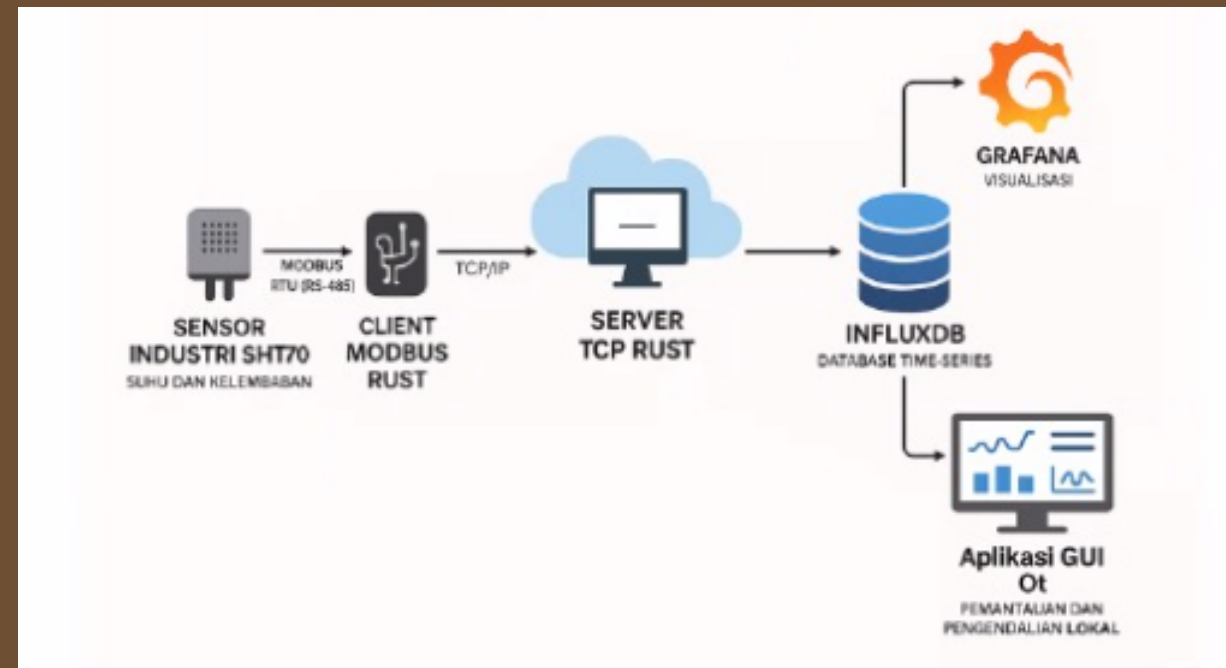 SENSOR
INDUSTRI SHT70
SUHU DAN KELEMBABAN
MODBUS
RTU (RS-485)
CLIENT
MODBUS
RUST
TCP/IP
SERVER
TCP RUST
INFLUXDB
DATABASE TIME-SERIES
GRAFANA
VISUALISASI
Aplikasi GUI
Ot
PEMANTAUAN DAN
PENGENDALIAN LOKAL